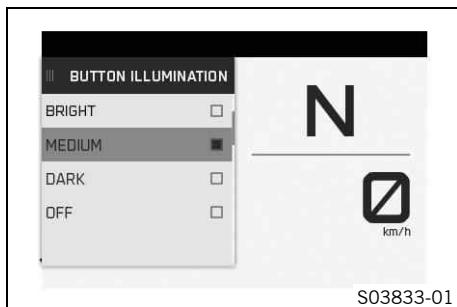 BUTTON ILLUMINATION
BRIGHT
MEDIUM
DARK
OFF
N
0
km/h
S03833-01